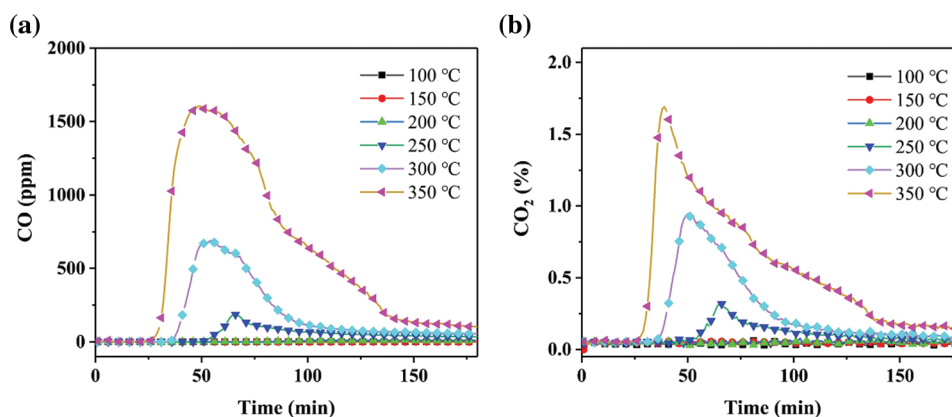 (a)
CO (ppm)
2000
1500
1000
500
0
0 50 100 150
Time (min)
100 °C
150 °C
200 °C
250 °C
300 °C
350 °C
(b)
CO2 (%)
2.0
1.5
1.0
0.5
0.0
0 50 100 150
Time (min)
100 °C
150 °C
200 °C
250 °C
300 °C
350 °C